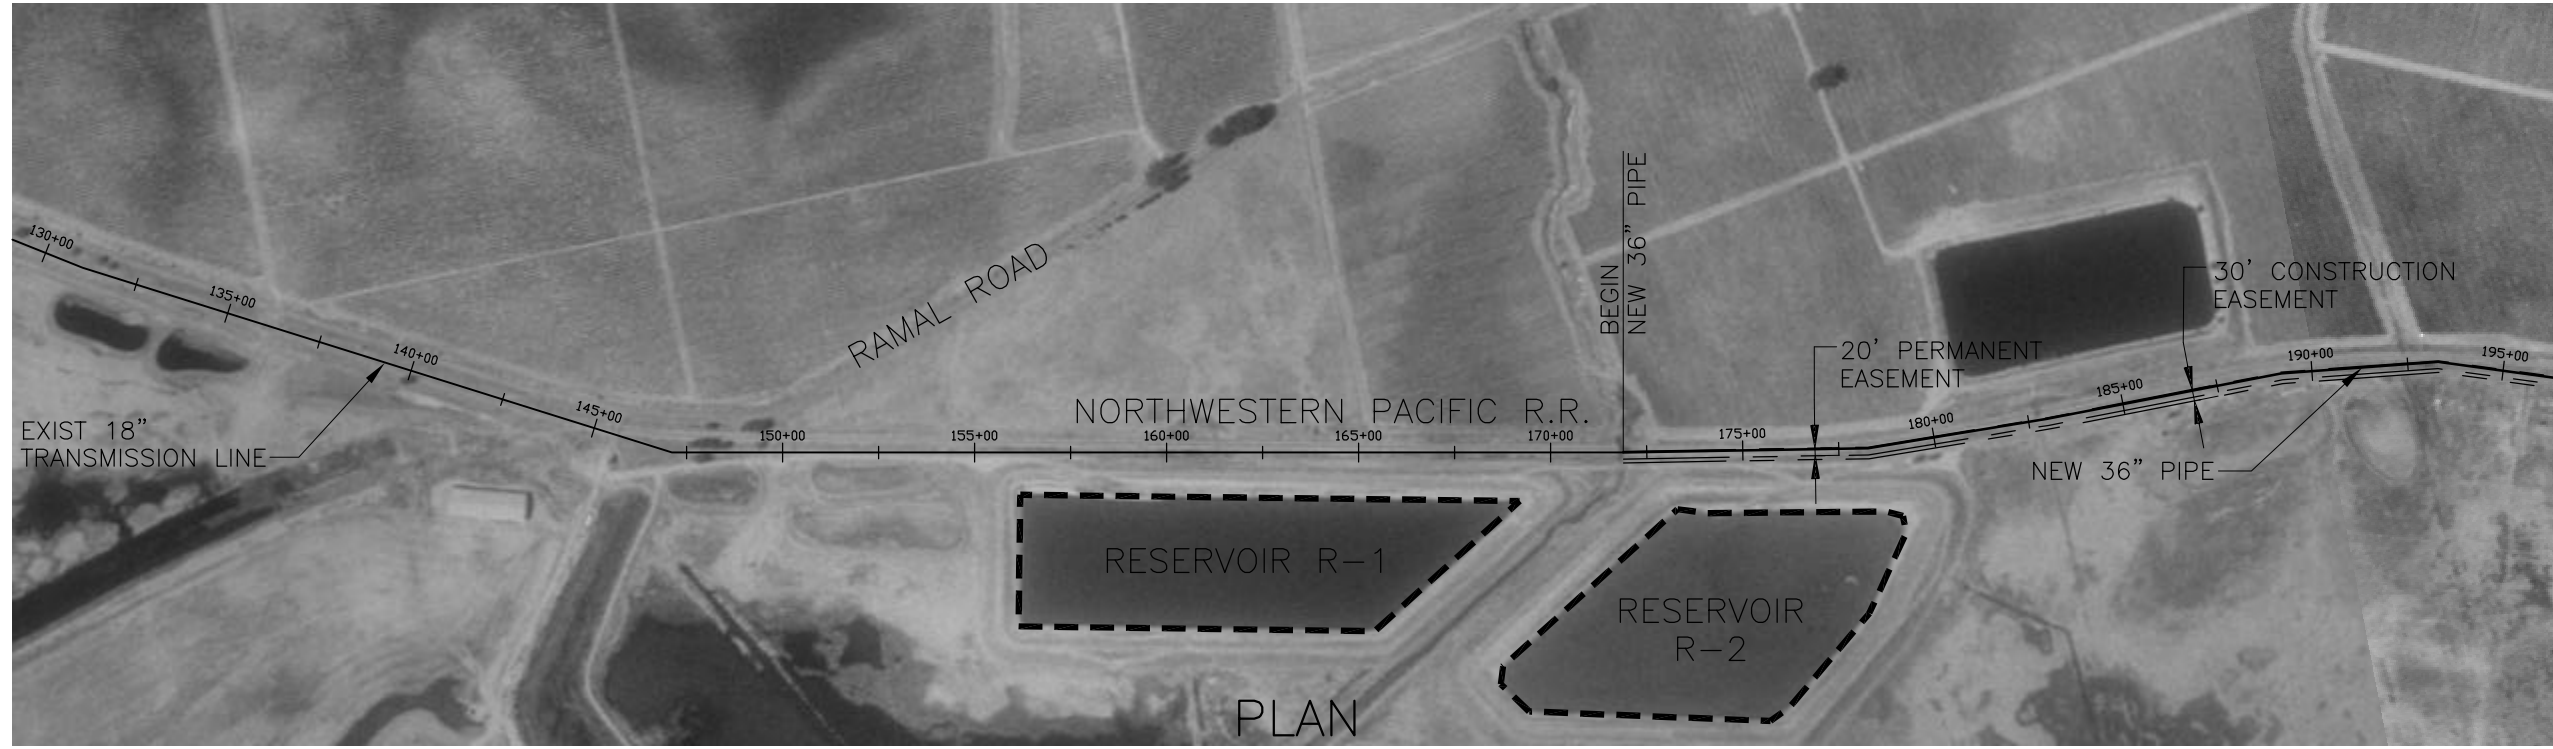 130+00
135+00
140+00
145+00
150+00
155+00
160+00
165+00
170+00
175+00
180+00
185+00
190+00
195+00
EXIST 18”
TRANSMISSION LINE
RAMAL ROAD
NORTHWESTERN PACIFIC R.R.
BEGIN
NEW 36” PIPE
20’ PERMANENT
EASEMENT
30’ CONSTRUCTION
EASEMENT
NEW 36” PIPE
RESERVOIR R-1
RESERVOIR
R-2
PLAN